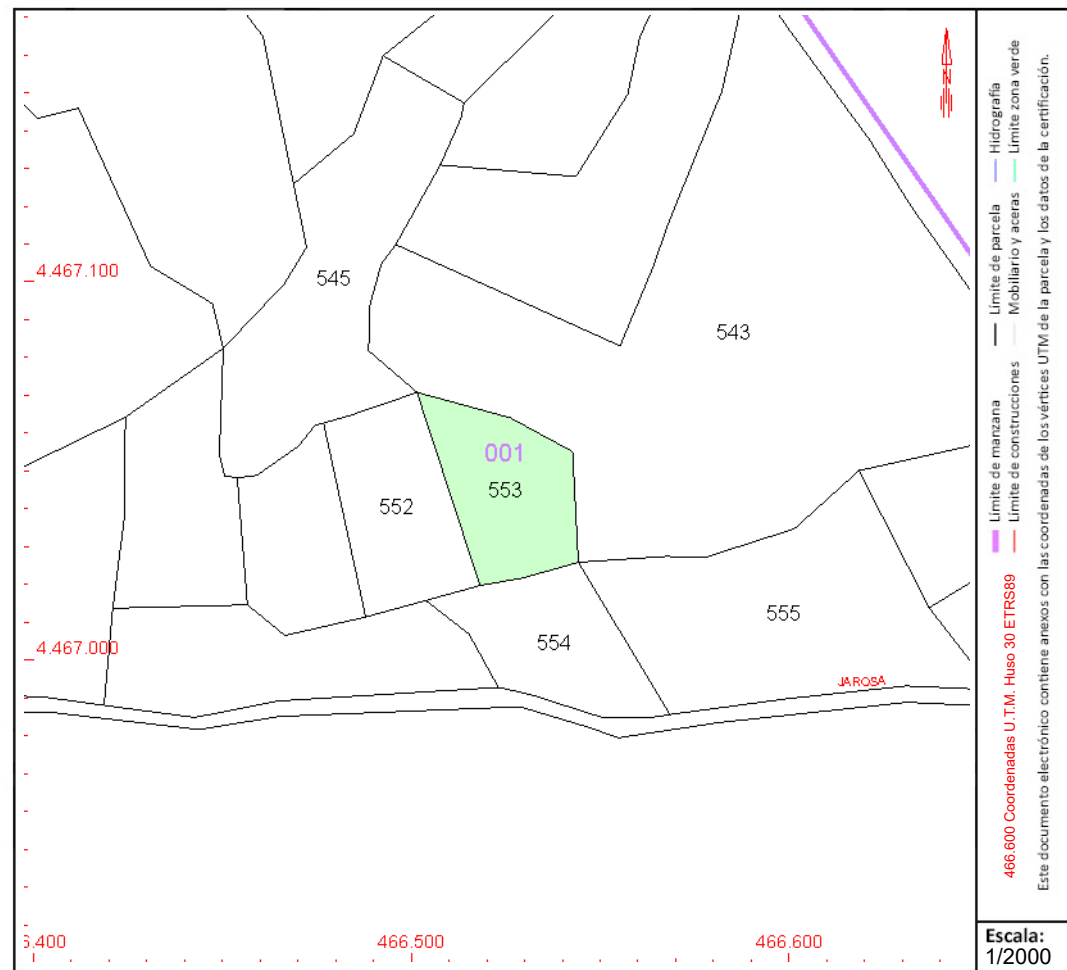 4.467.100
545
543
001
553
552
554
555
4.467.000
JAROSA
466.500
466.600
N
466.600 Coordenadas U.T.M. Huso 30 ETRS89
Límite de manzana
Límite de construcciones
Límite de parcela
Mobiliario y aceras
Hidrografía
Límite zona verde
Este documento electrónico contiene anexos con las coordenadas de los vértices UTM de la parcela y los datos de la certificación.
Escala:
1/2000